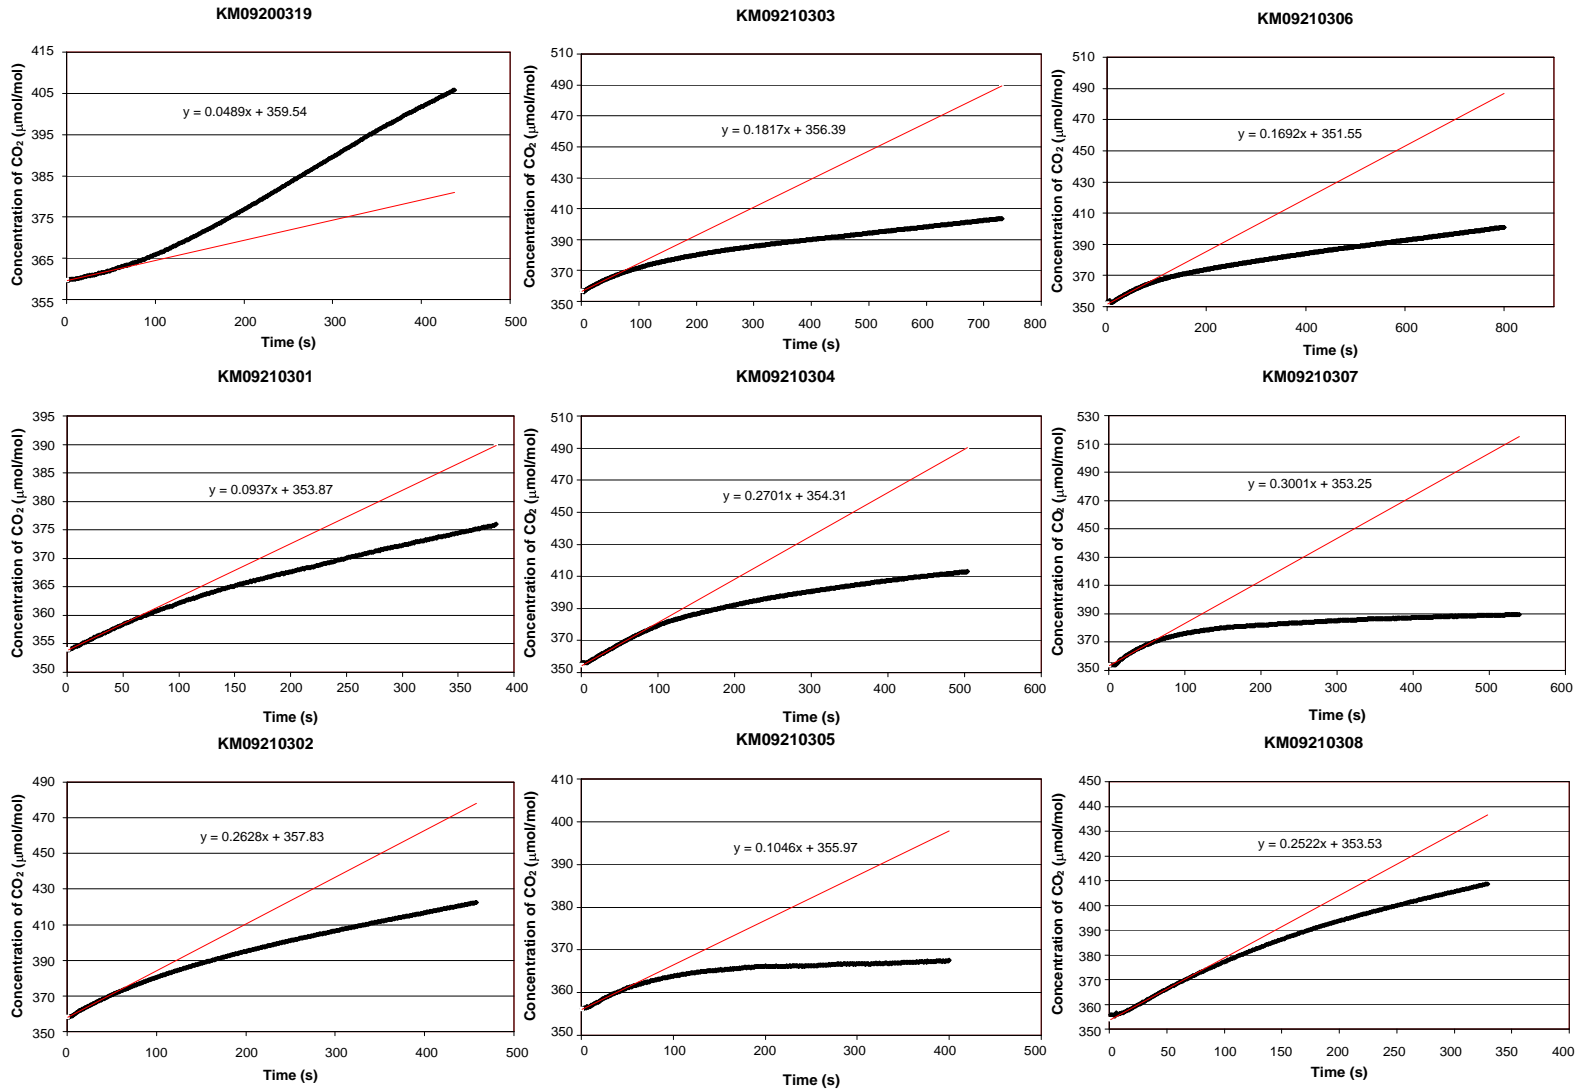 KM09200319
Concentration of CO₂ (μmol/mol)
415
405
395
385
375
365
355
y = 0.0489x + 359.54
0 100 200 300 400 500
Time (s)
KM09210303
Concentration of CO₂ (μmol/mol)
510
490
470
450
430
410
390
370
350
y = 0.1817x + 356.39
0 100 200 300 400 500 600 700 800
Time (s)
KM09210306
Concentration of CO₂ (μmol/mol)
510
490
470
450
430
410
390
370
350
y = 0.1692x + 351.55
0 200 400 600 800
Time (s)
KM09210301
Concentration of CO₂ (μmol/mol)
395
390
385
380
375
370
365
360
355
350
y = 0.0937x + 353.87
0 50 100 150 200 250 300 350 400
Time (s)
KM09210304
Concentration of CO₂ (μmol/mol)
510
490
470
450
430
410
390
370
350
y = 0.2701x + 354.31
0 100 200 300 400 500 600
Time (s)
KM09210307
Concentration of CO₂ (μmol/mol)
530
510
490
470
450
430
410
390
370
350
y = 0.3001x + 353.25
0 100 200 300 400 500 600
Time (s)
KM09210302
Concentration of CO₂ (μmol/mol)
490
470
450
430
410
390
370
350
y = 0.2628x + 357.83
0 100 200 300 400 500
Time (s)
KM09210305
Concentration of CO₂ (μmol/mol)
410
400
390
380
370
360
350
y = 0.1046x + 355.97
0 100 200 300 400 500
Time (s)
KM09210308
Concentration of CO₂ (μmol/mol)
450
440
430
420
410
400
390
380
370
360
350
y = 0.2522x + 353.53
0 50 100 150 200 250 300 350 400
Time (s)